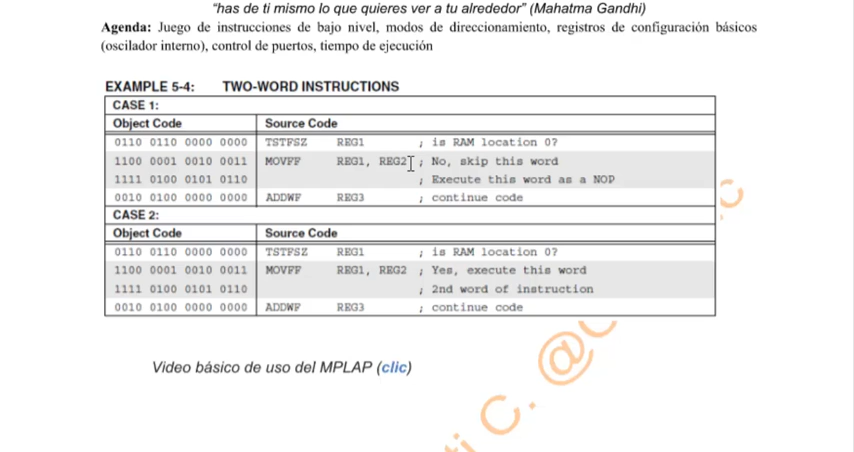 “has de ti mismo lo que quieres ver a tu alrededor” (Mahatma Gandhi)
Agenda: Juego de instrucciones de bajo nivel, modos de direccionamiento, registros de configuración básicos
(oscilador interno), control de puertos, tiempo de ejecución
EXAMPLE 5-4: TWO-WORD INSTRUCTIONS
CASE 1:
Object Code Source Code
0110 0110 0000 0000 TSTFSZ REG1 ; is RAM location 0?
1100 0001 0010 0011 MOVFF REG1, REG2 ; No, skip this word
1111 0100 0101 0110 ; Execute this word as a NOP
0010 0100 0000 0000 ADDWF REG3 ; continue code
CASE 2:
Object Code Source Code
0110 0110 0000 0000 TSTFSZ REG1 ; is RAM location 0?
1100 0001 0010 0011 MOVFF REG1, REG2 ; Yes, execute this word
1111 0100 0101 0110 ; 2nd word of instruction
0010 0100 0000 0000 ADDWF REG3 ; continue code
Video básico de uso del MPLAP (clic)